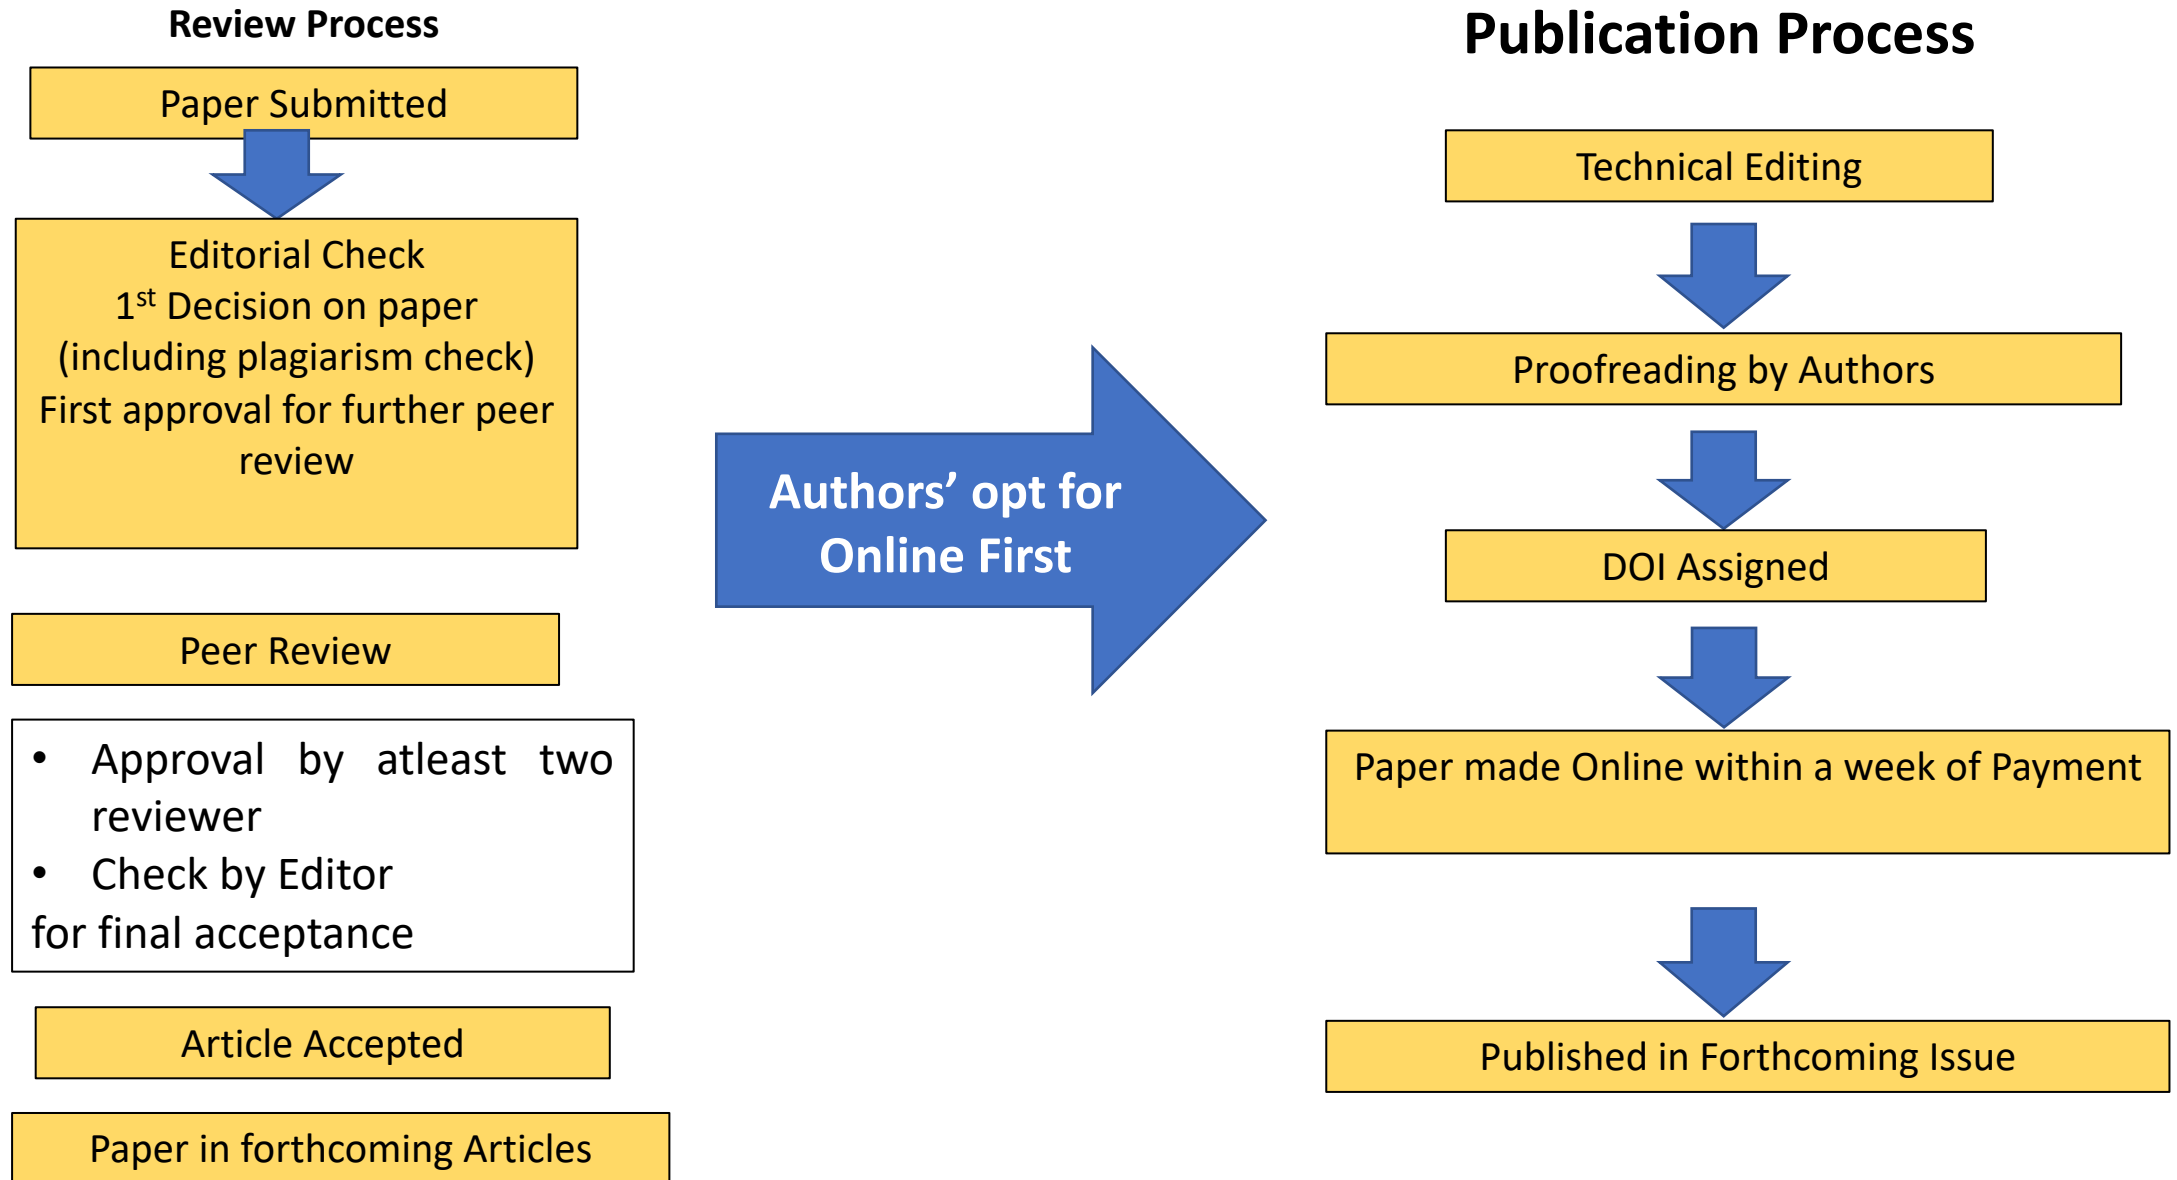 Review Process
Paper Submitted
Editorial Check
1st Decision on paper
(including plagiarism check)
First approval for further peer
review
Peer Review
• Approval by atleast two
reviewer
• Check by Editor
for final acceptance
Article Accepted
Paper in forthcoming Articles
Authors’ opt for
Online First
Publication Process
Technical Editing
Proofreading by Authors
DOI Assigned
Paper made Online within a week of Payment
Published in Forthcoming Issue